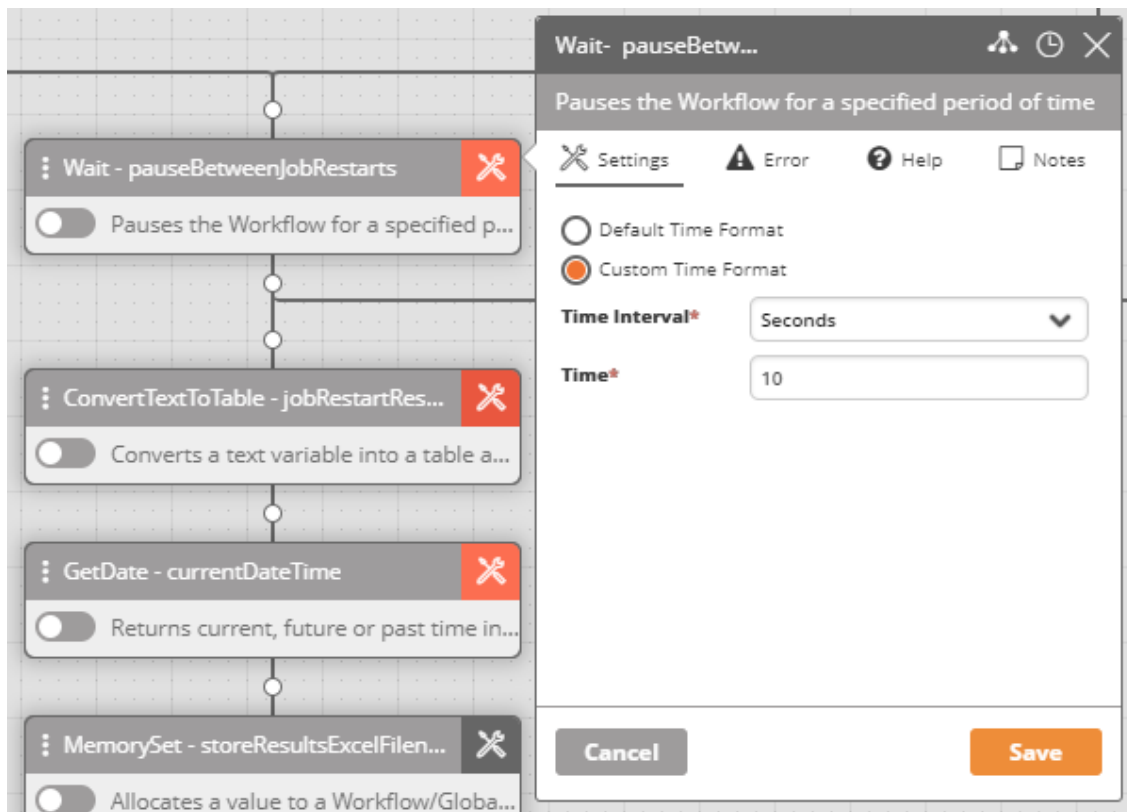 Wait - pauseBetweenJobRestarts
Pauses the Workflow for a specified p...
ConvertTextToTable - jobRestartRes...
Converts a text variable into a table a...
GetDate - currentDateTime
Returns current, future or past time in...
MemorySet - storeResultsExcelFilen...
Allocates a value to a Workflow/Globa...
Wait- pauseBetw...
Pauses the Workflow for a specified period of time
Settings Error Help Notes
Default Time Format
Custom Time Format
Time Interval* Seconds
Time* 10
Cancel Save